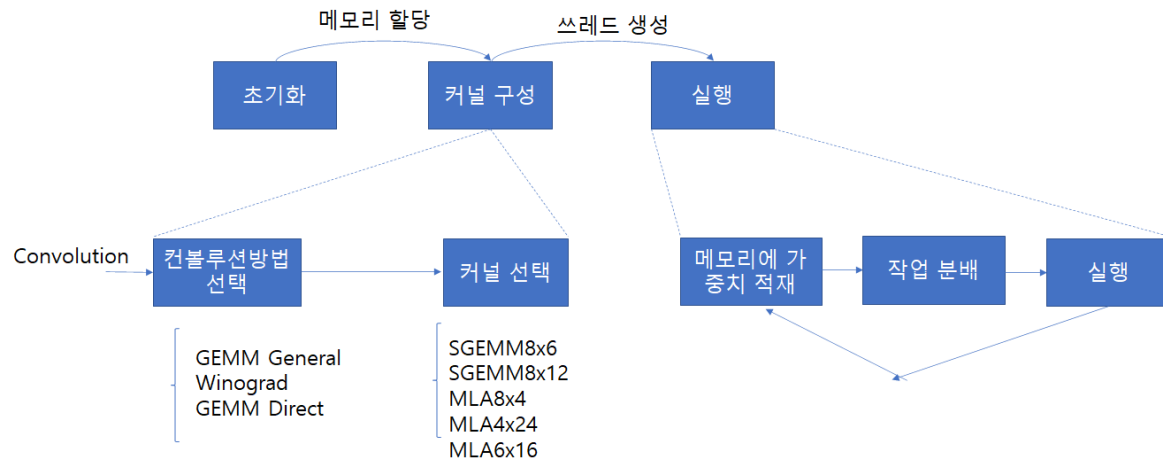 메모리 할당
쓰레드 생성
초기화
커널 구성
실행
Convolution
컨볼루션방법
선택
커널 선택
메모리에 가
중치 적재
작업 분배
실행
GEMM General
Winograd
GEMM Direct
SGEMM8x6
SGEMM8x12
MLA8x4
MLA4x24
MLA6x16